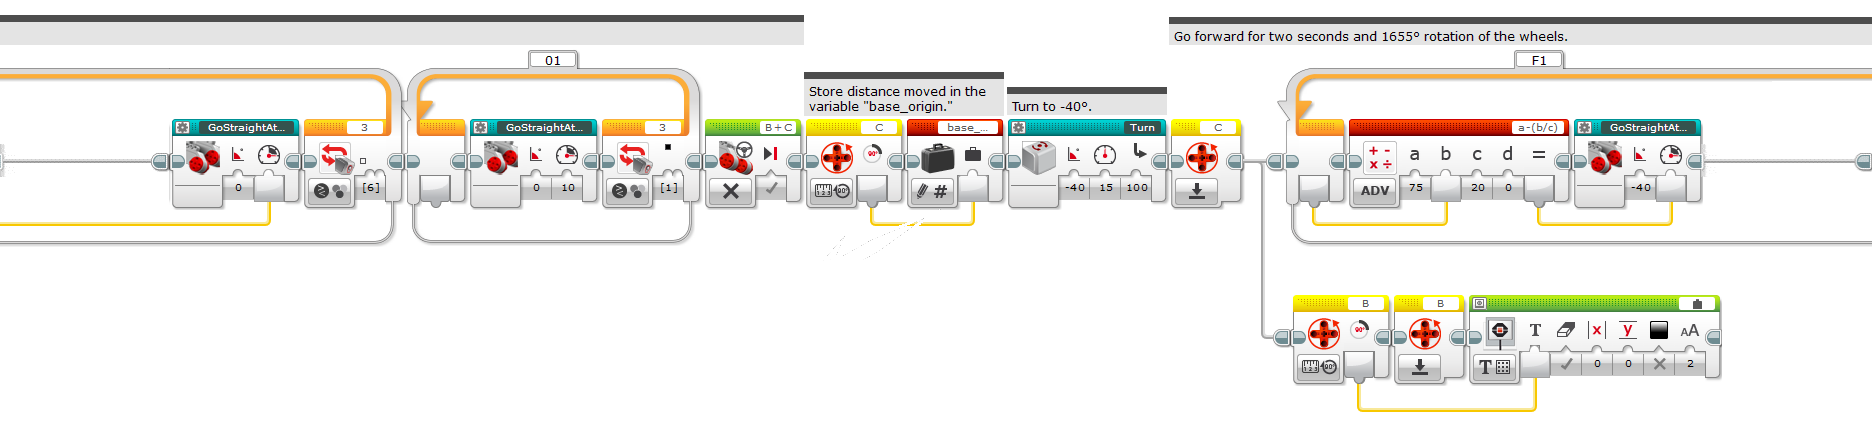 Go forward for two seconds and 1655° rotation of the wheels.
01
F1
Store distance moved in the
variable "base_origin."
Turn to -40°.
GoStraightAt...
3
GoStraightAt...
3
B+C
C
base_...
Turn
C
a-(b/c)
GoStraightAt...
a b c d =
0
[6]
0 10
[1]
#
-40 15 100
ADV
75 20 0
-40
B
B
T x y AA
T 0 0 2